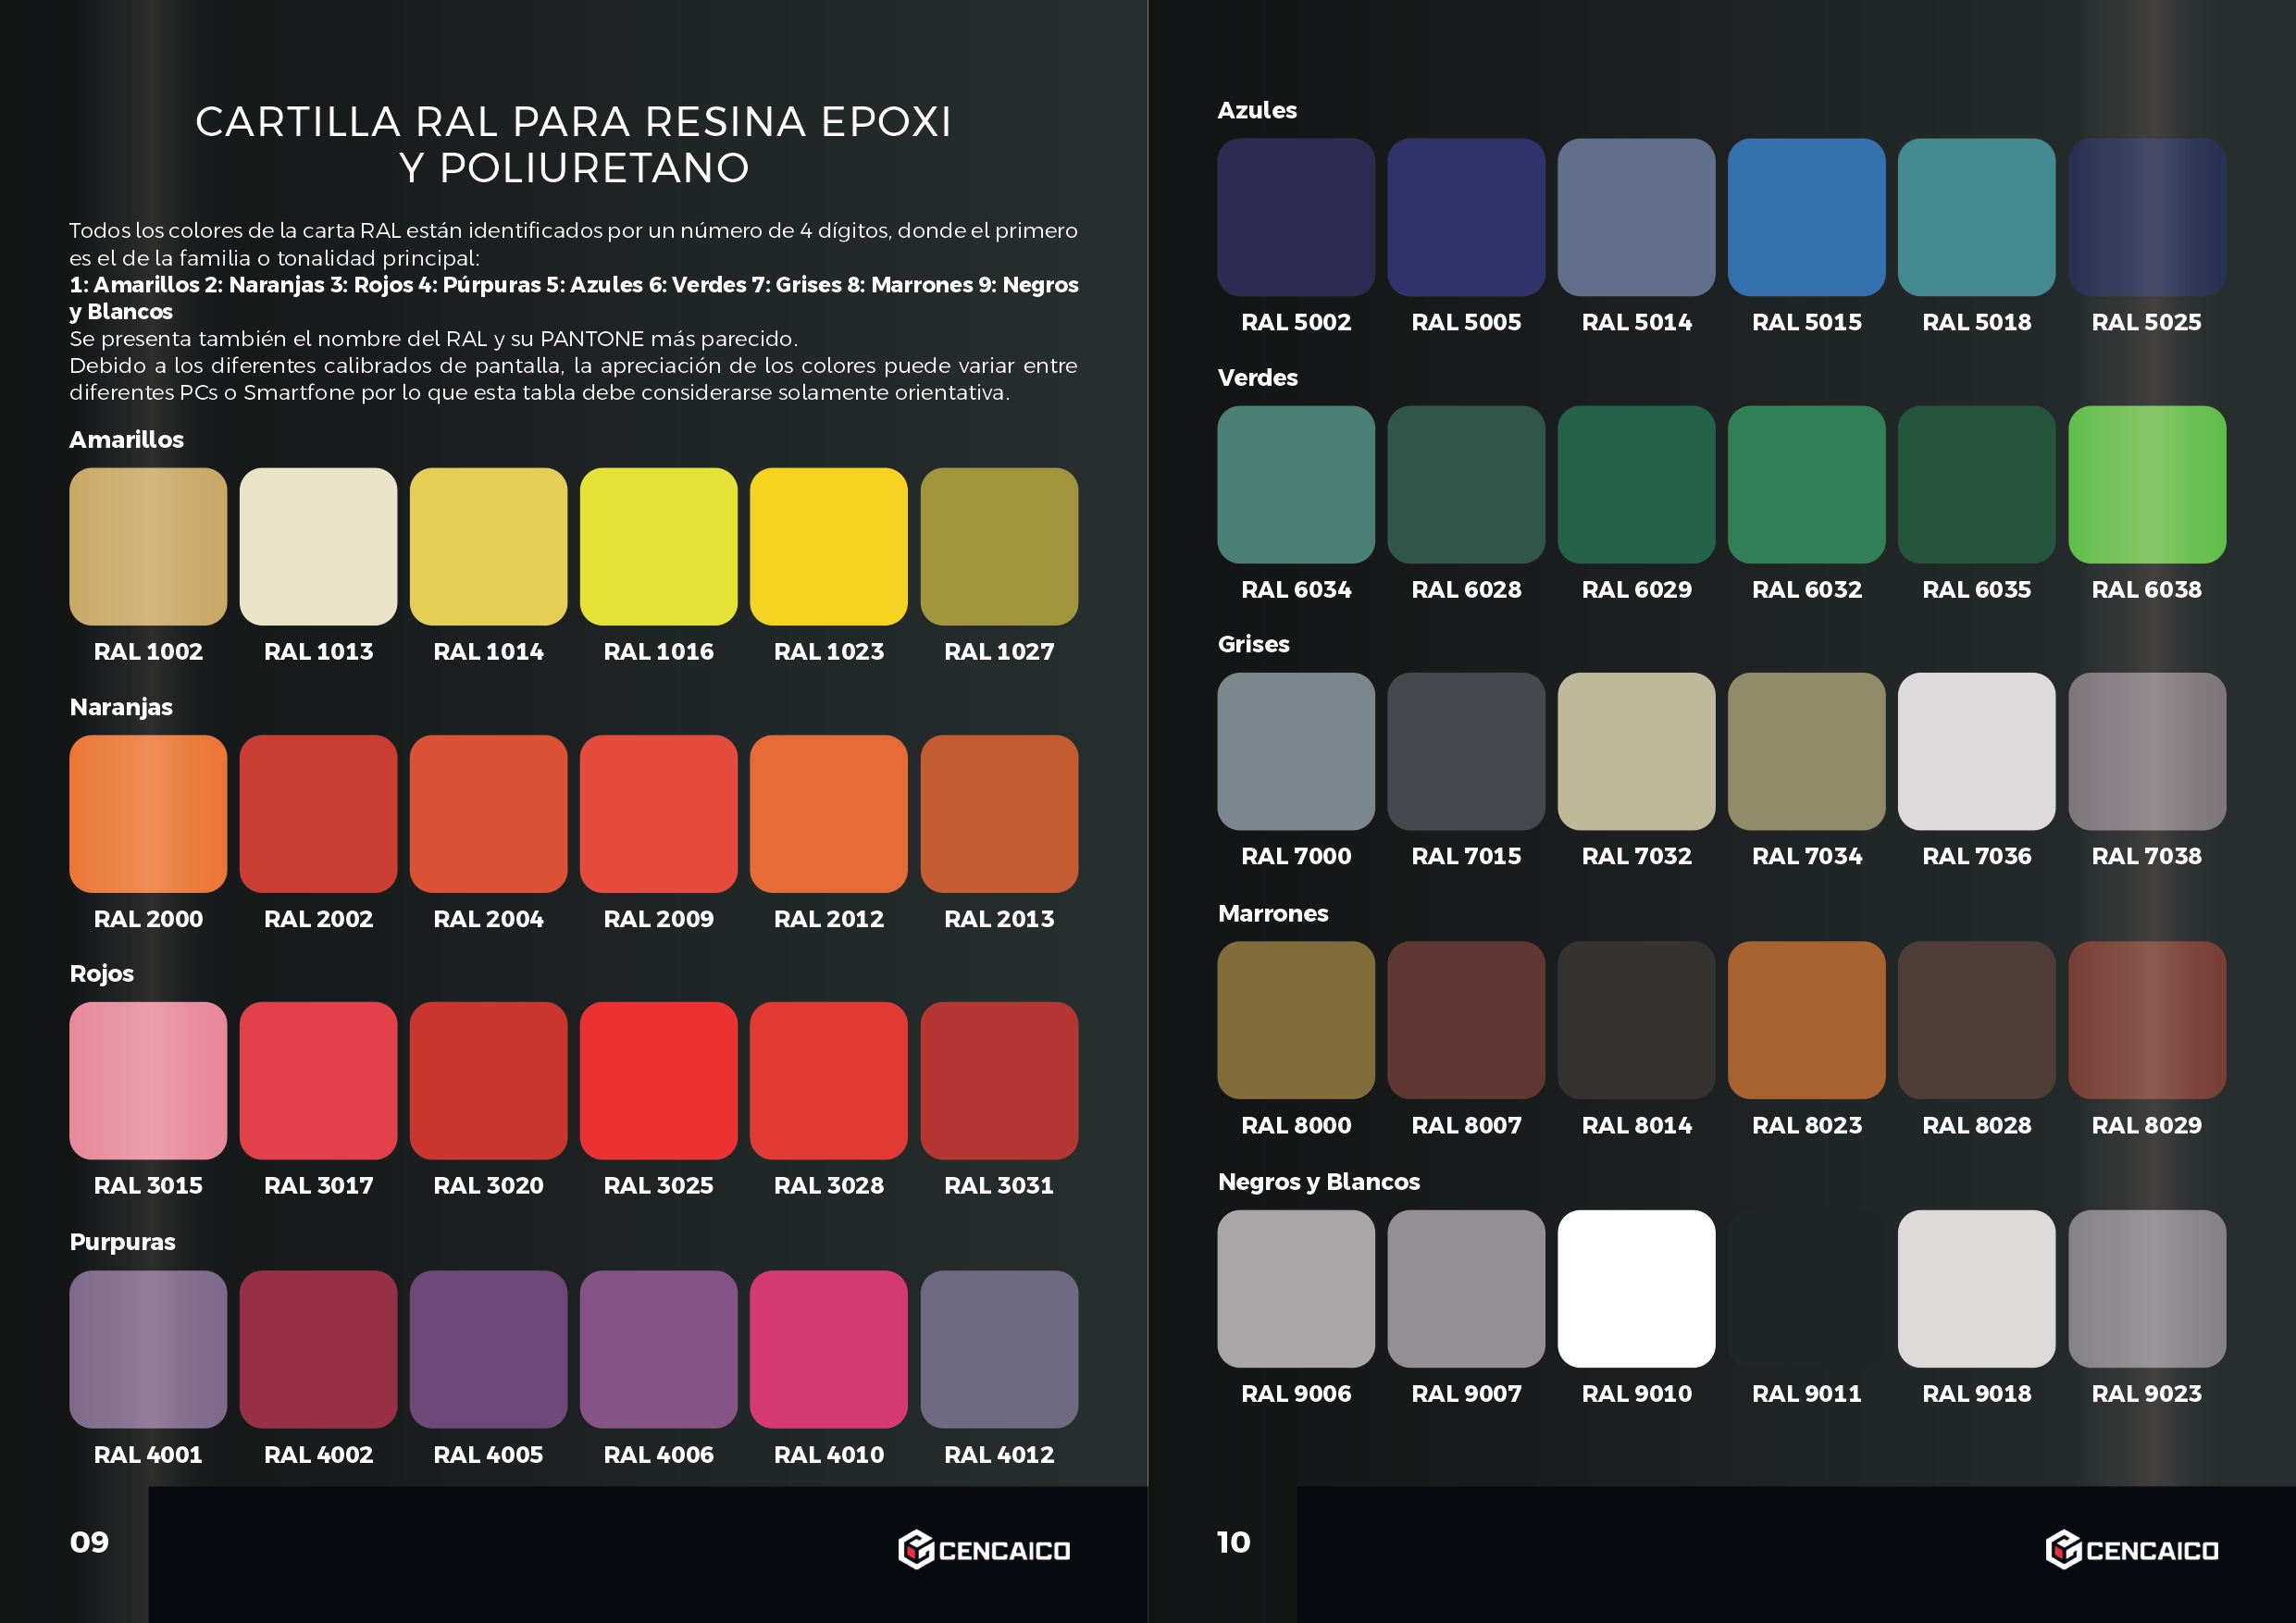 CARTILLA RAL PARA RESINA EPOXI
Y POLIURETANO
Todos los colores de la carta RAL están identificados por un número de 4 dígitos, donde el primero
es el de la familia o tonalidad principal:
1: Amarillos 2: Naranjas 3: Rojos 4: Púrpuras 5: Azules 6: Verdes 7: Grises 8: Marrones 9: Negros
y Blancos
Se presenta también el nombre del RAL y su PANTONE más parecido.
Debido a los diferentes calibrados de pantalla, la apreciación de los colores puede variar entre
diferentes PCs o Smartfone por lo que esta tabla debe considerarse solamente orientativa.
Amarillos
RAL 1002 RAL 1013 RAL 1014 RAL 1016 RAL 1023 RAL 1027
Naranjas
RAL 2000 RAL 2002 RAL 2004 RAL 2009 RAL 2012 RAL 2013
Rojos
RAL 3015 RAL 3017 RAL 3020 RAL 3025 RAL 3028 RAL 3031
Purpuras
RAL 4001 RAL 4002 RAL 4005 RAL 4006 RAL 4010 RAL 4012
09
CENCAICO
Azules
RAL 5002 RAL 5005 RAL 5014 RAL 5015 RAL 5018 RAL 5025
Verdes
RAL 6034 RAL 6028 RAL 6029 RAL 6032 RAL 6035 RAL 6038
Grises
RAL 7000 RAL 7015 RAL 7032 RAL 7034 RAL 7036 RAL 7038
Marrones
RAL 8000 RAL 8007 RAL 8014 RAL 8023 RAL 8028 RAL 8029
Negros y Blancos
RAL 9006 RAL 9007 RAL 9010 RAL 9011 RAL 9018 RAL 9023
10
CENCAICO